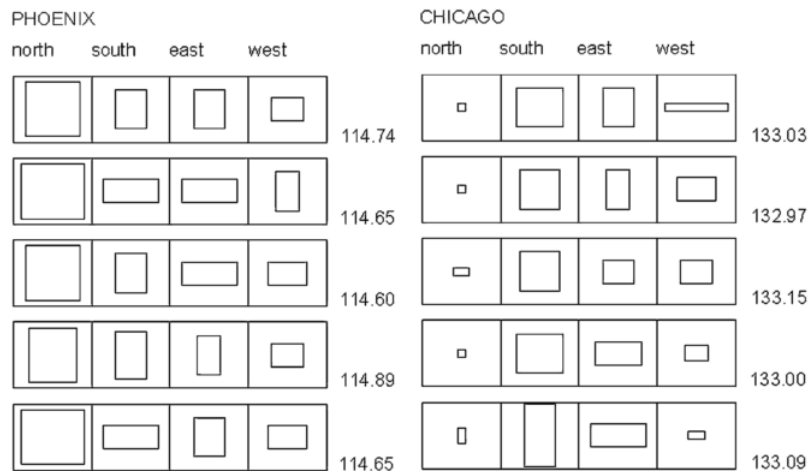 PHOENIX
north south east west
114.74
114.65
114.60
114.89
114.65
CHICAGO
north south east west
133.03
132.97
133.15
133.00
133.09